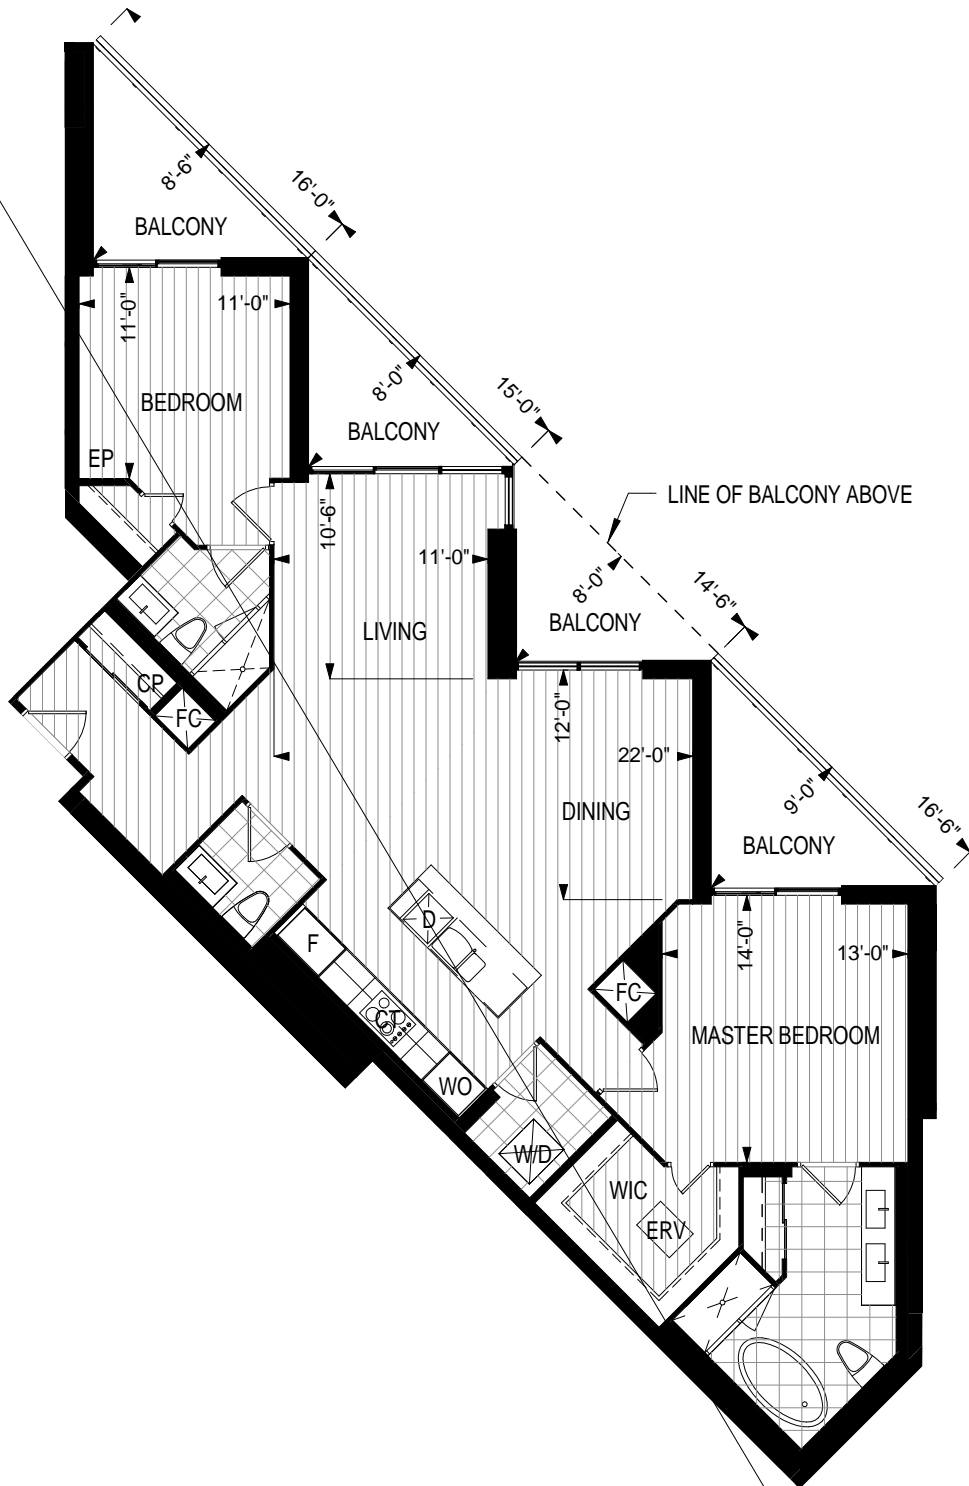 8'-6"
16'-0"
BALCONY
11'-0"
11'-0"
BEDROOM
EP
8'-0"
15'-0"
BALCONY
LINE OF BALCONY ABOVE
10'-6"
11'-0"
LIVING
8'-0"
14'-6"
BALCONY
CP
FC
12'-0"
22'-0"
DINING
9'-0"
16'-6"
BALCONY
D
F
CT
WO
FC
14'-0"
13'-0"
MASTER BEDROOM
W/D
WIC
ERV